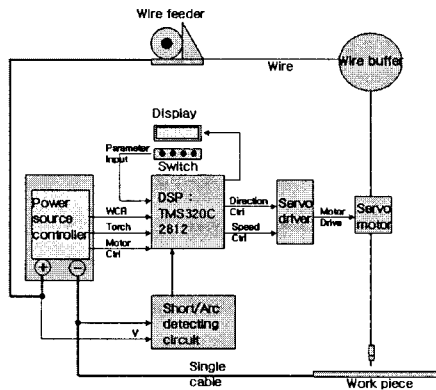 Wire feeder
Wire
Wire buffer
Display
Parameter
Input
Switch
Power
source
controller
WCR
Torch
Motor
Ctrl
DSP :
TMS320C
2812
Direction
Ctrl
Speed
Ctrl
Servo
driver
Motor
Drive
Servo
motor
+
−
V
Short/Arc
detecting
circuit
Single
cable
Work piece